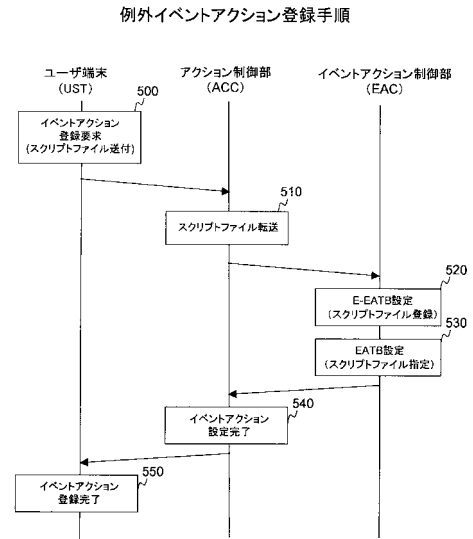 例外イベントアクション登録手順
ユーザ端末
(UST)
アクション制御部
(ACC)
イベントアクション制御部
(EAC)
500
イベントアクション
登録要求
(スクリプトファイル送付)
510
スクリプトファイル転送
520
E-EATB設定
(スクリプトファイル登録)
530
EATB設定
(スクリプトファイル指定)
540
イベントアクション
設定完了
550
イベントアクション
登録完了